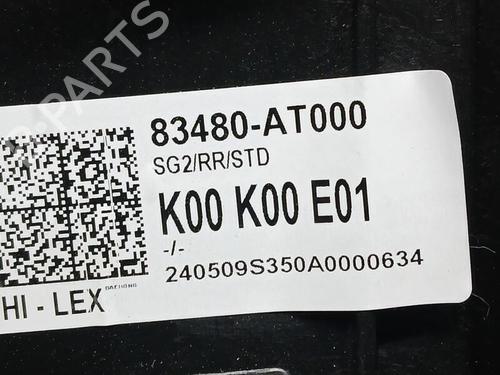 83480-AT000
SG2/RR/STD
K00 K00 E01
-/-
240509S350A0000634
HI - LEX
PARTS